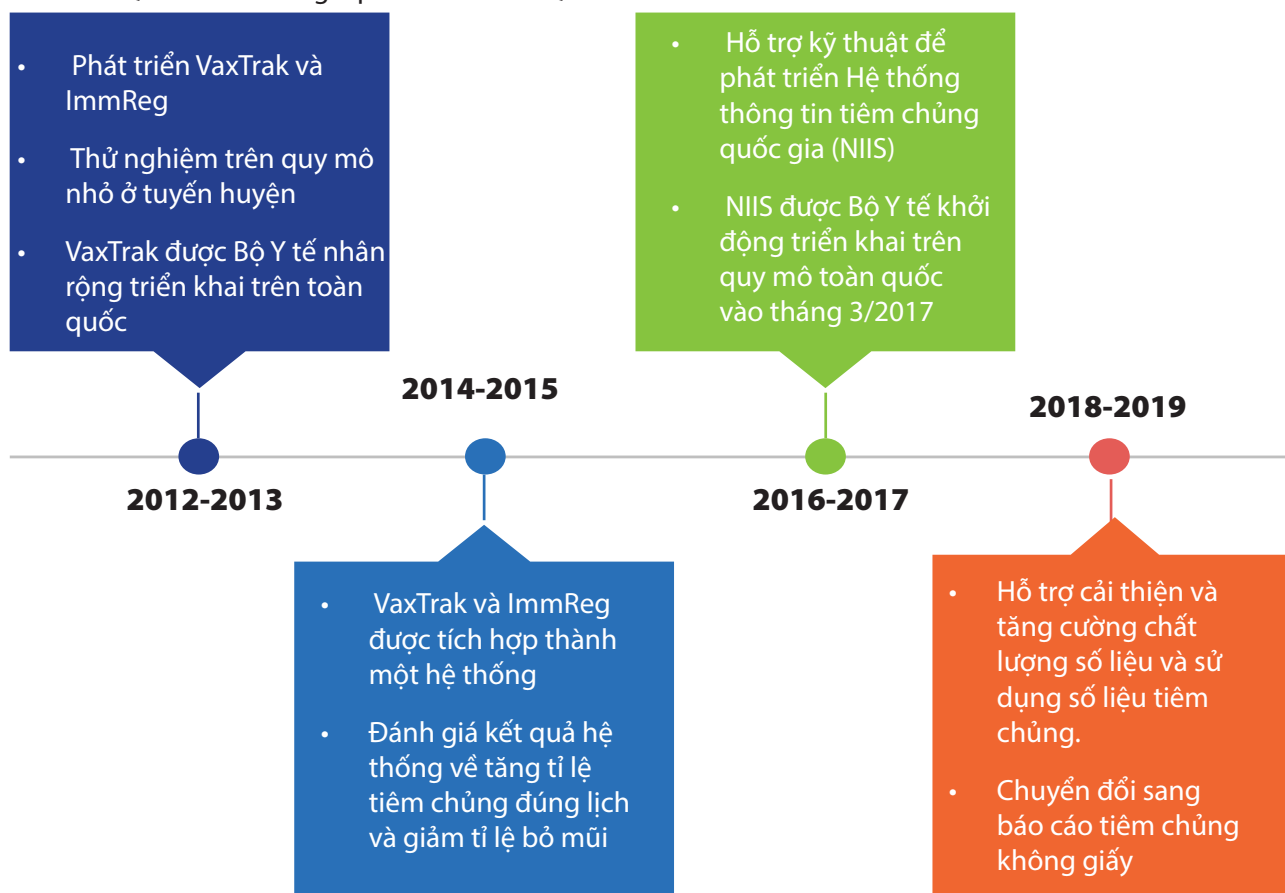 • Phát triển VaxTrak và
ImmReg
• Thử nghiệm trên quy mô
nhỏ ở tuyến huyện
• VaxTrak được Bộ Y tế nhân
rộng triển khai trên toàn
quốc
2012-2013
2014-2015
• VaxTrak và ImmReg
được tích hợp thành
một hệ thống
• Đánh giá kết quả hệ
thống về tăng tỉ lệ
tiêm chủng đúng lịch
và giảm tỉ lệ bỏ mũi
• Hỗ trợ kỹ thuật để
phát triển Hệ thống
thông tin tiêm chủng
quốc gia (NIIS)
• NIIS được Bộ Y tế khởi
động triển khai trên
quy mô toàn quốc
vào tháng 3/2017
2016-2017
2018-2019
• Hỗ trợ cải thiện và
tăng cường chất
lượng số liệu và sử
dụng số liệu tiêm
chủng.
• Chuyển đổi sang
báo cáo tiêm chủng
không giấy